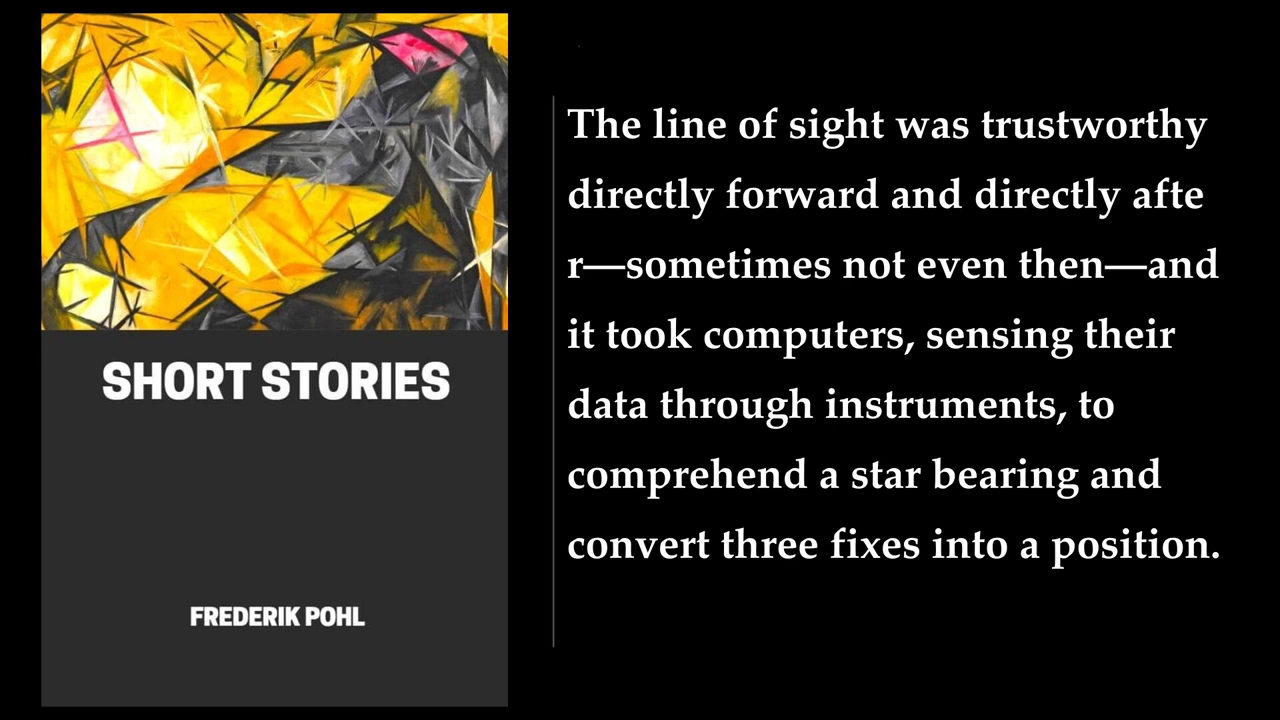 SHORT STORIES
FREDERIK POHL
The line of sight was trustworthy
directly forward and directly afte
r—sometimes not even then—and
it took computers, sensing their
data through instruments, to
comprehend a star bearing and
convert three fixes into a position.